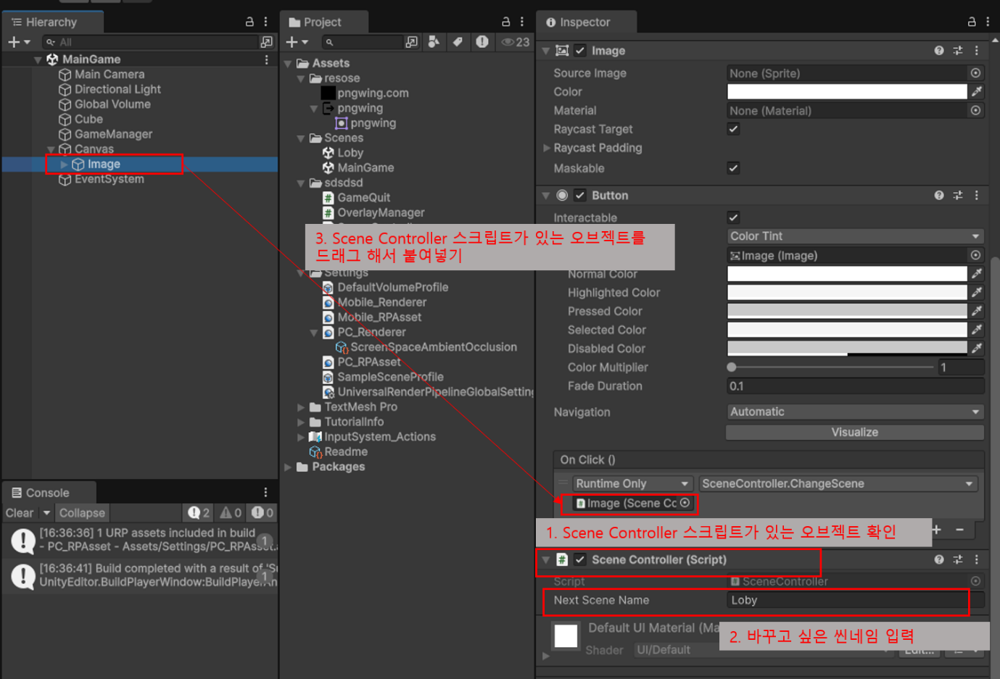 Hierarchy
All
MainGame
Main Camera
Directional Light
Global Volume
Cube
GameManager
Canvas
Image
EventSystem
Console
Clear
Collapse
2
0
0
[16:36:36] 1 URP assets included in build
- PC_RPAsset - Assets/Settings/PC_RPAsset.a
1
[16:36:41] Build completed with a result of 'Su
UnityEditor.BuildPlayerWindow:BuildPlayerAn
1
Project
23
Assets
resose
pngwing.com
pngwing
pngwing
Scenes
Loby
MainGame
sdsdsd
GameQuit
OverlayManager
3. Scene Controller 스크립트가 있는 오브젝트를
드래그 해서 붙여넣기
Settings
DefaultVolumeProfile
Mobile_Renderer
Mobile_RPAsset
PC_Renderer
ScreenSpaceAmbientOcclusion
PC_RPAsset
SampleSceneProfile
UniversalRenderPipelineGlobalSetting
TextMesh Pro
TutorialInfo
InputSystem_Actions
Readme
Packages
Inspector
Image
Source Image
None (Sprite)
Color
Material
None (Material)
Raycast Target
Raycast Padding
Maskable
Button
Interactable
Color Tint
Image (Image)
Normal Color
Highlighted Color
Pressed Color
Selected Color
Disabled Color
Color Multiplier
1
Fade Duration
0.1
Navigation
Automatic
Visualize
On Click ()
Runtime Only
SceneController.ChangeScene
Image (Scene Cc
1. Scene Controller 스크립트가 있는 오브젝트 확인
Scene Controller (Script)
Script
SceneController
Next Scene Name
Loby
Default UI Material (Ma
2. 바꾸고 싶은 씬네임 입력
Shader
UI/Default
Edit...